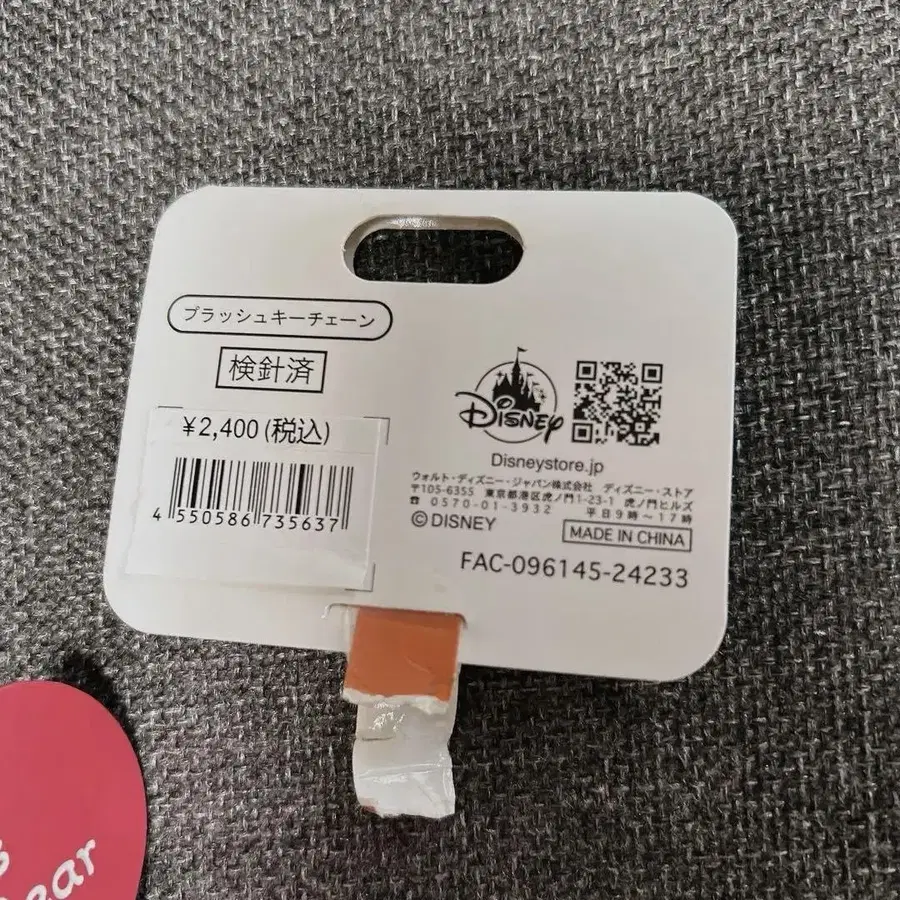 プラッシュキーチェーン
検針済
¥2,400(税込)
4 550586 735637
DISNEY
Disneystore.jp
ウォルト・ディズニー・ジャパン株式会社 ディズニー・ストア
〒105-6355 東京都港区虎ノ門1-23-1 虎ノ門ヒルズ
☎ 0570-01-3932 平日9時~17時
©DISNEY
MADE IN CHINA
FAC-096145-24233